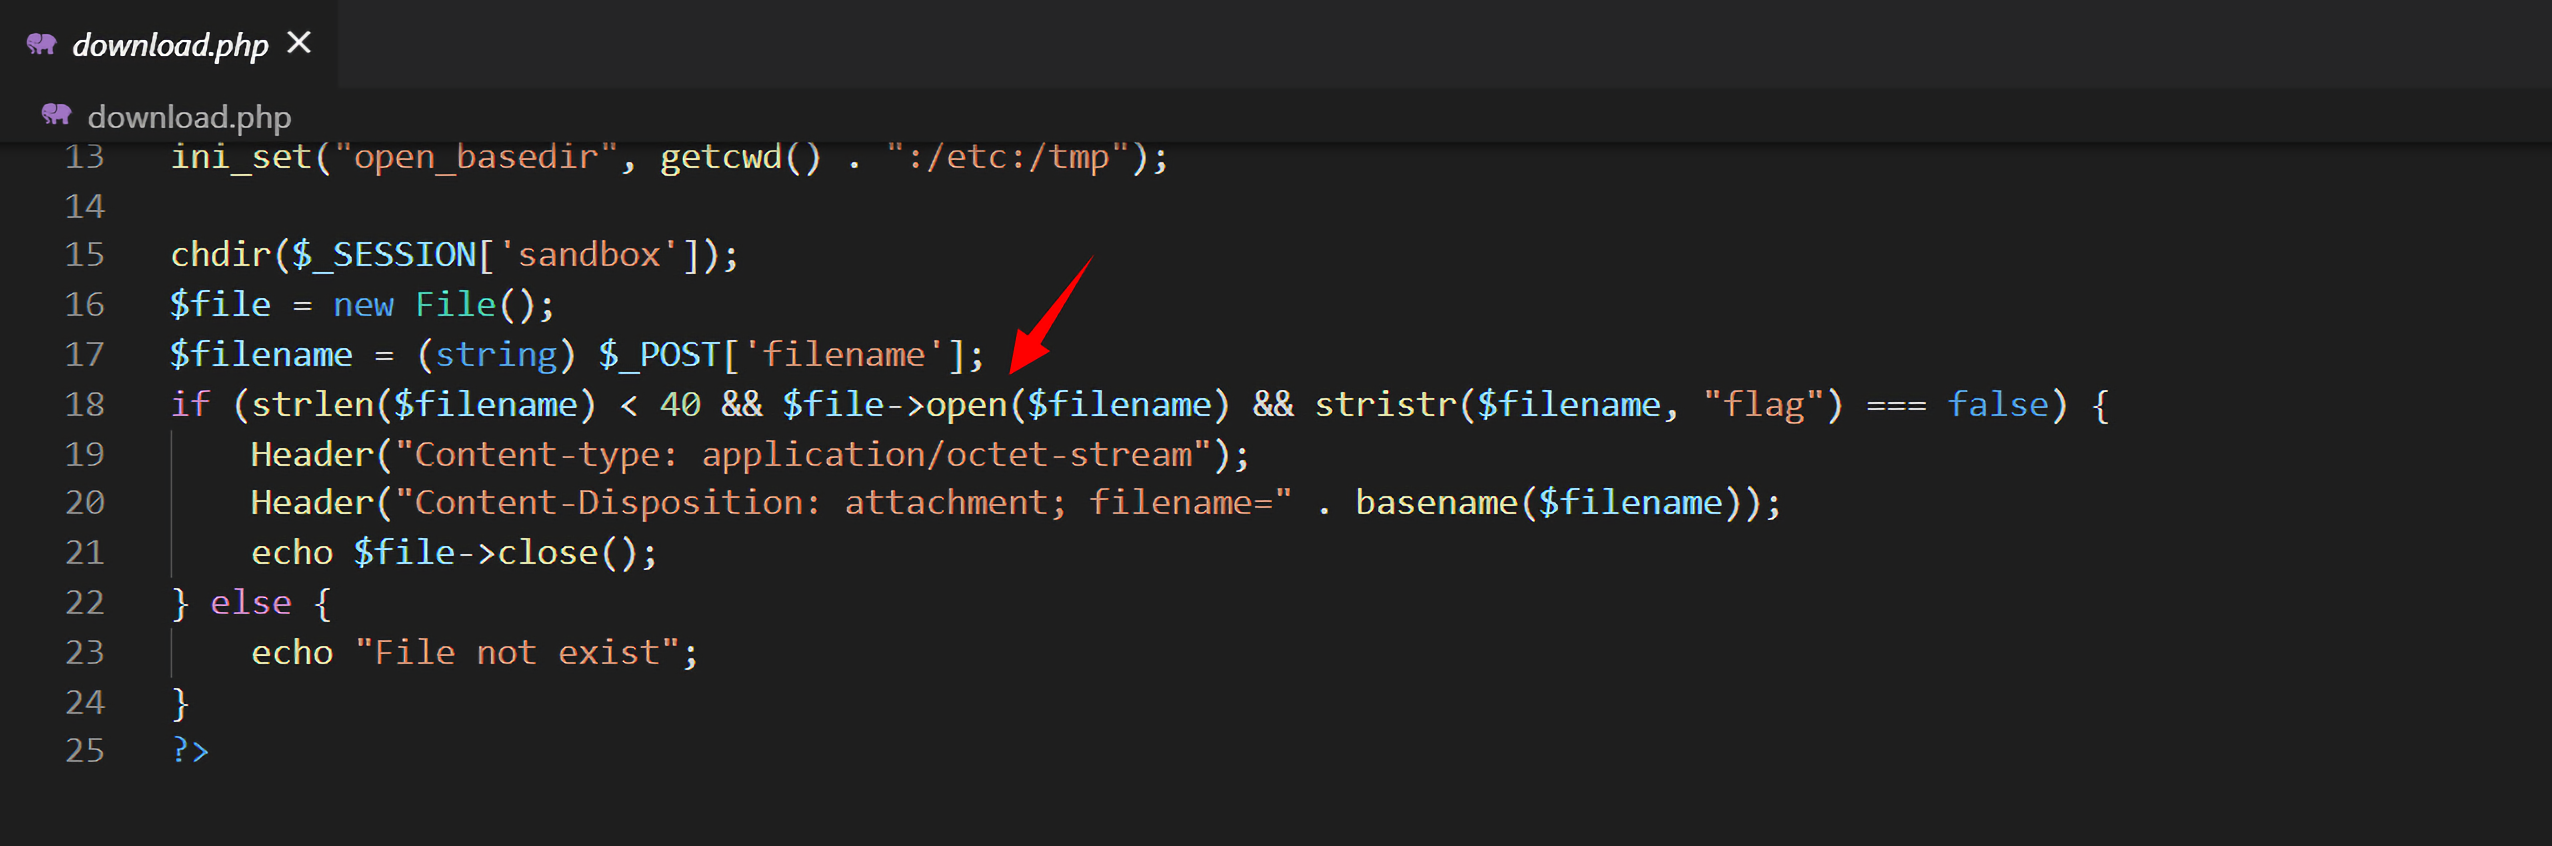 download.php
download.php
13 ini_set("open_basedir", getcwd() . ":/etc:/tmp");
14
15 chdir($_SESSION['sandbox']);
16 $file = new File();
17 $filename = (string) $_POST['filename'];
18 if (strlen($filename) < 40 && $file->open($filename) && stristr($filename, "flag") === false) {
19     Header("Content-type: application/octet-stream");
20     Header("Content-Disposition: attachment; filename=" . basename($filename));
21     echo $file->close();
22 } else {
23     echo "File not exist";
24 }
25 ?>